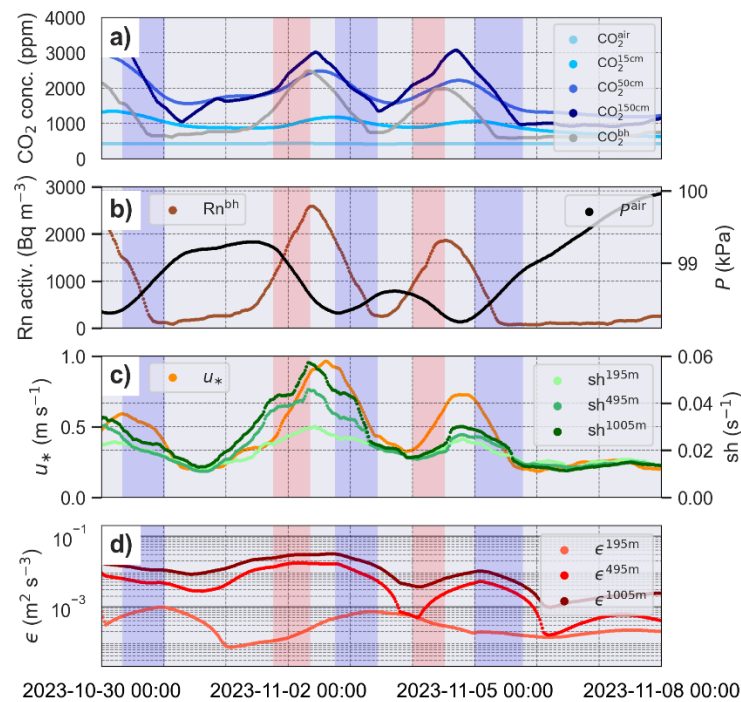 a)
CO₂ conc. (ppm)
4000
3000
2000
1000
0
CO₂ᵃⁱʳ
CO₂¹⁵ᶜᵐ
CO₂⁵⁰ᶜᵐ
CO₂¹⁵⁰ᶜᵐ
CO₂ᵇʰ
b)
Rn activ. (Bq m⁻³)
3000
2000
1000
0
Rnᵇʰ
Pᵃⁱʳ
100
99
P (kPa)
c)
u* (m s⁻¹)
1.0
0.5
0.0
u*
sh¹⁹⁵ᵐ
sh⁴⁹⁵ᵐ
sh¹⁰⁰⁵ᵐ
0.06
0.04
0.02
0.00
sh (s⁻¹)
d)
ϵ (m² s⁻³)
10⁻¹
10⁻³
ϵ¹⁹⁵ᵐ
ϵ⁴⁹⁵ᵐ
ϵ¹⁰⁰⁵ᵐ
2023-10-30 00:00 2023-11-02 00:00 2023-11-05 00:00 2023-11-08 00:00